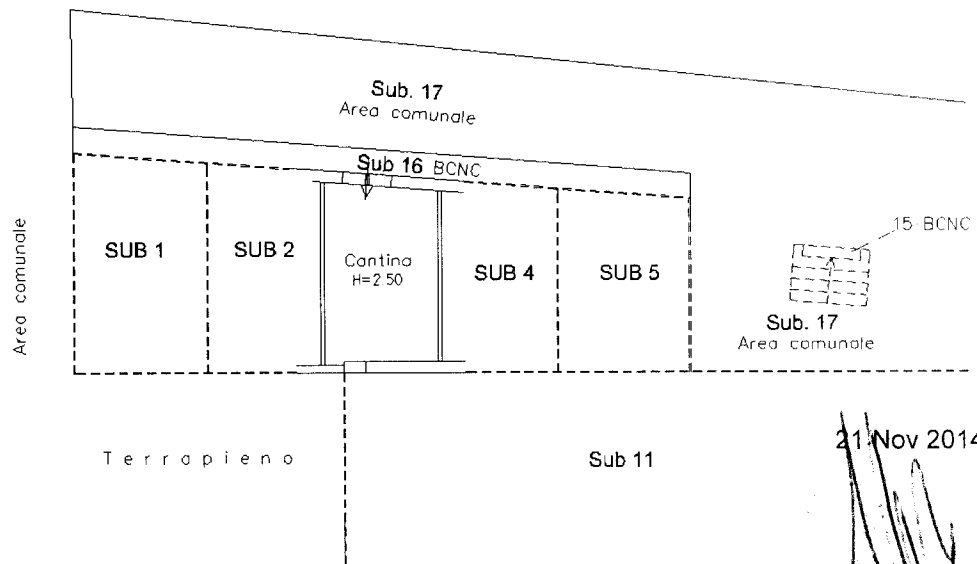 Sub. 17
Area comunale
Sub 16 BCNC
15-BCNC
SUB 1
SUB 2
Cantina
H=2.50
SUB 4
SUB 5
Area comunale
Sub. 17
Area comunale
Terrapieno
Sub 11
21 Nov 2014